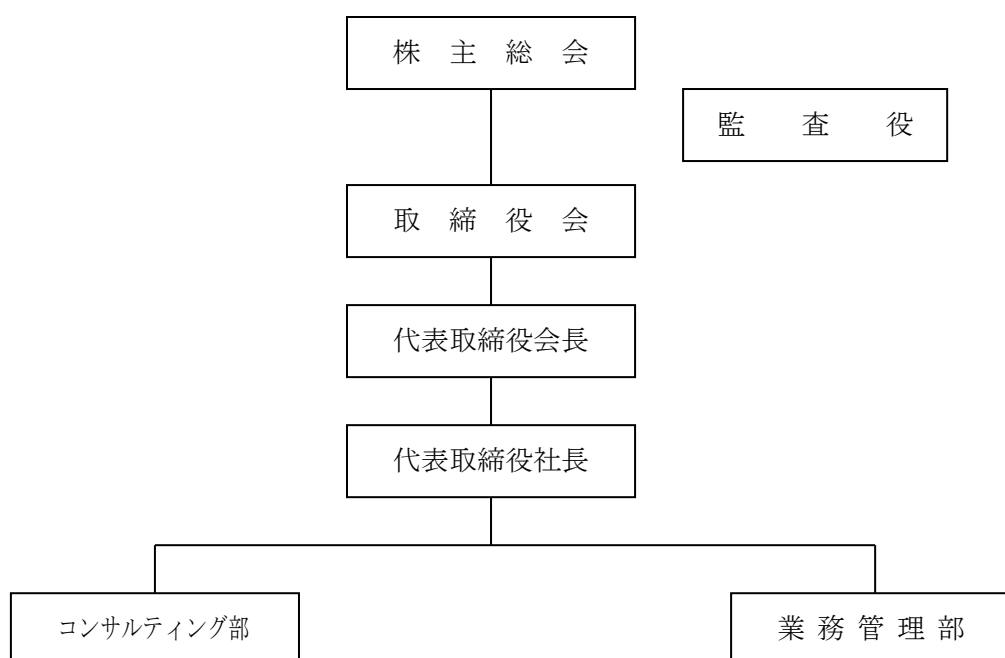 株主総会
監査役
取締役会
代表取締役会長
代表取締役社長
コンサルティング部
業務管理部